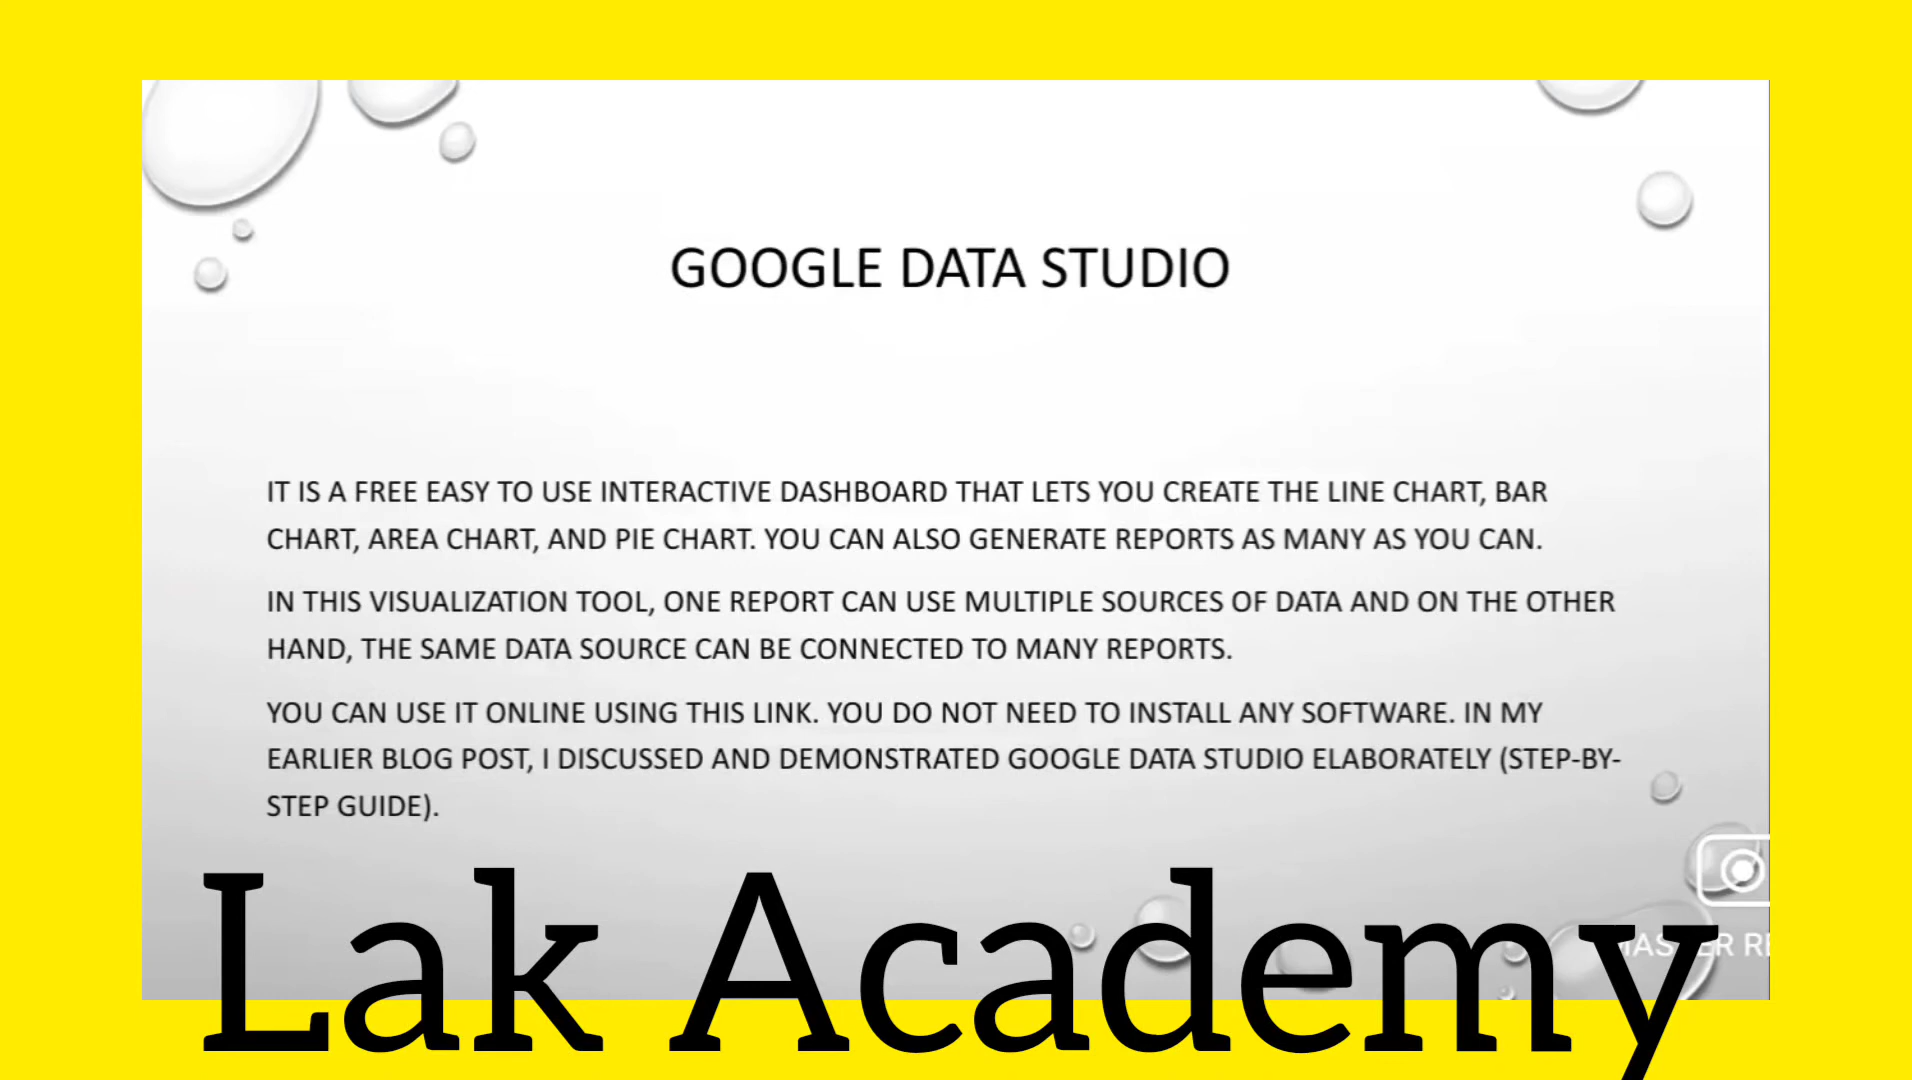 GOOGLE DATA STUDIO
IT IS A FREE EASY TO USE INTERACTIVE DASHBOARD THAT LETS YOU CREATE THE LINE CHART, BAR
CHART, AREA CHART, AND PIE CHART. YOU CAN ALSO GENERATE REPORTS AS MANY AS YOU CAN.
IN THIS VISUALIZATION TOOL, ONE REPORT CAN USE MULTIPLE SOURCES OF DATA AND ON THE OTHER
HAND, THE SAME DATA SOURCE CAN BE CONNECTED TO MANY REPORTS.
YOU CAN USE IT ONLINE USING THIS LINK. YOU DO NOT NEED TO INSTALL ANY SOFTWARE. IN MY
EARLIER BLOG POST, I DISCUSSED AND DEMONSTRATED GOOGLE DATA STUDIO ELABORATELY (STEP-BY-
STEP GUIDE).
Lak Academy